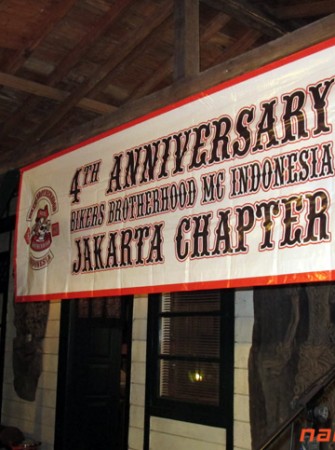 4TH ANNIVERSARY
BIKERS BROTHERHOOD MC INDONESIA
JAKARTA CHAPTER